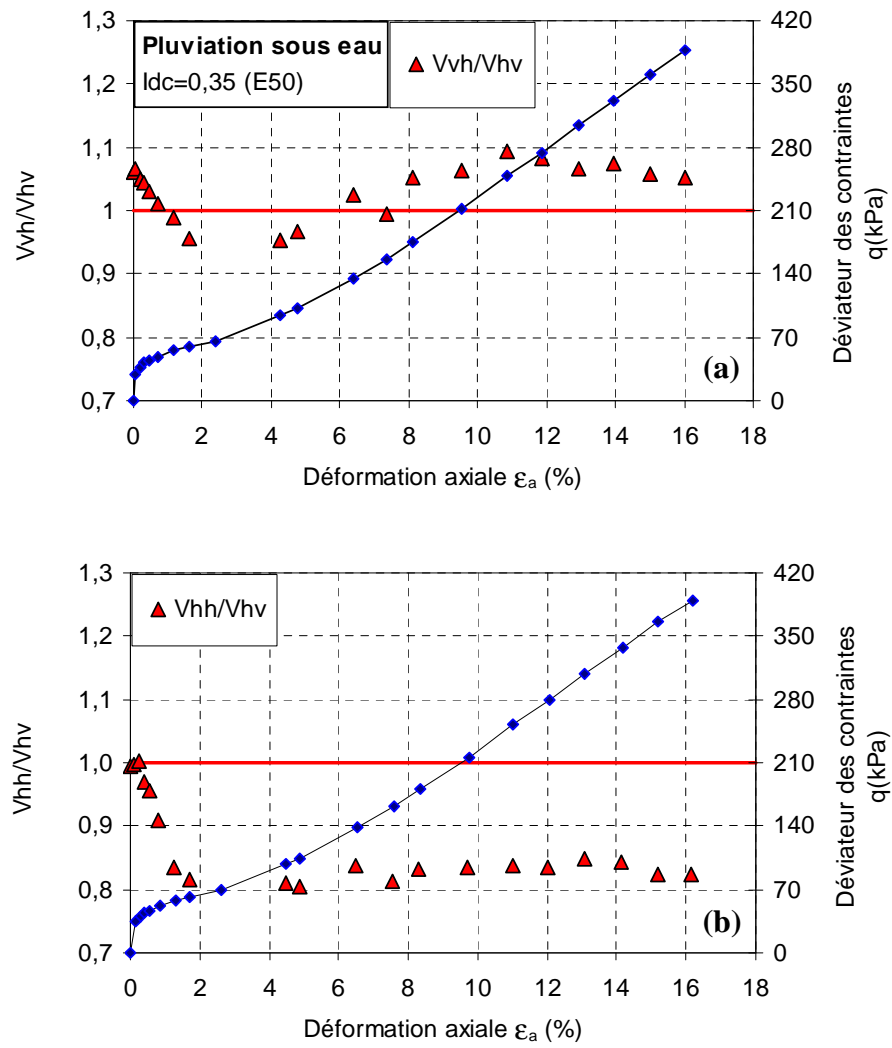 1,3
1,2
1,1
1
0,9
0,8
0,7
Vvh/Vhv
Pluviation sous eau
Idc=0,35 (E50)
Vvh/Vhv
420
350
280
210
140
70
0
Déviateur des contraintes
q(kPa)
(a)
0 2 4 6 8 10 12 14 16 18
Déformation axiale εa (%)
1,3
1,2
1,1
1,0
0,9
0,8
0,7
Vhh/Vhv
Vhh/Vhv
420
350
280
210
140
70
0
Déviateur des contraintes
q(kPa)
(b)
0 2 4 6 8 10 12 14 16 18
Déformation axiale εa (%)